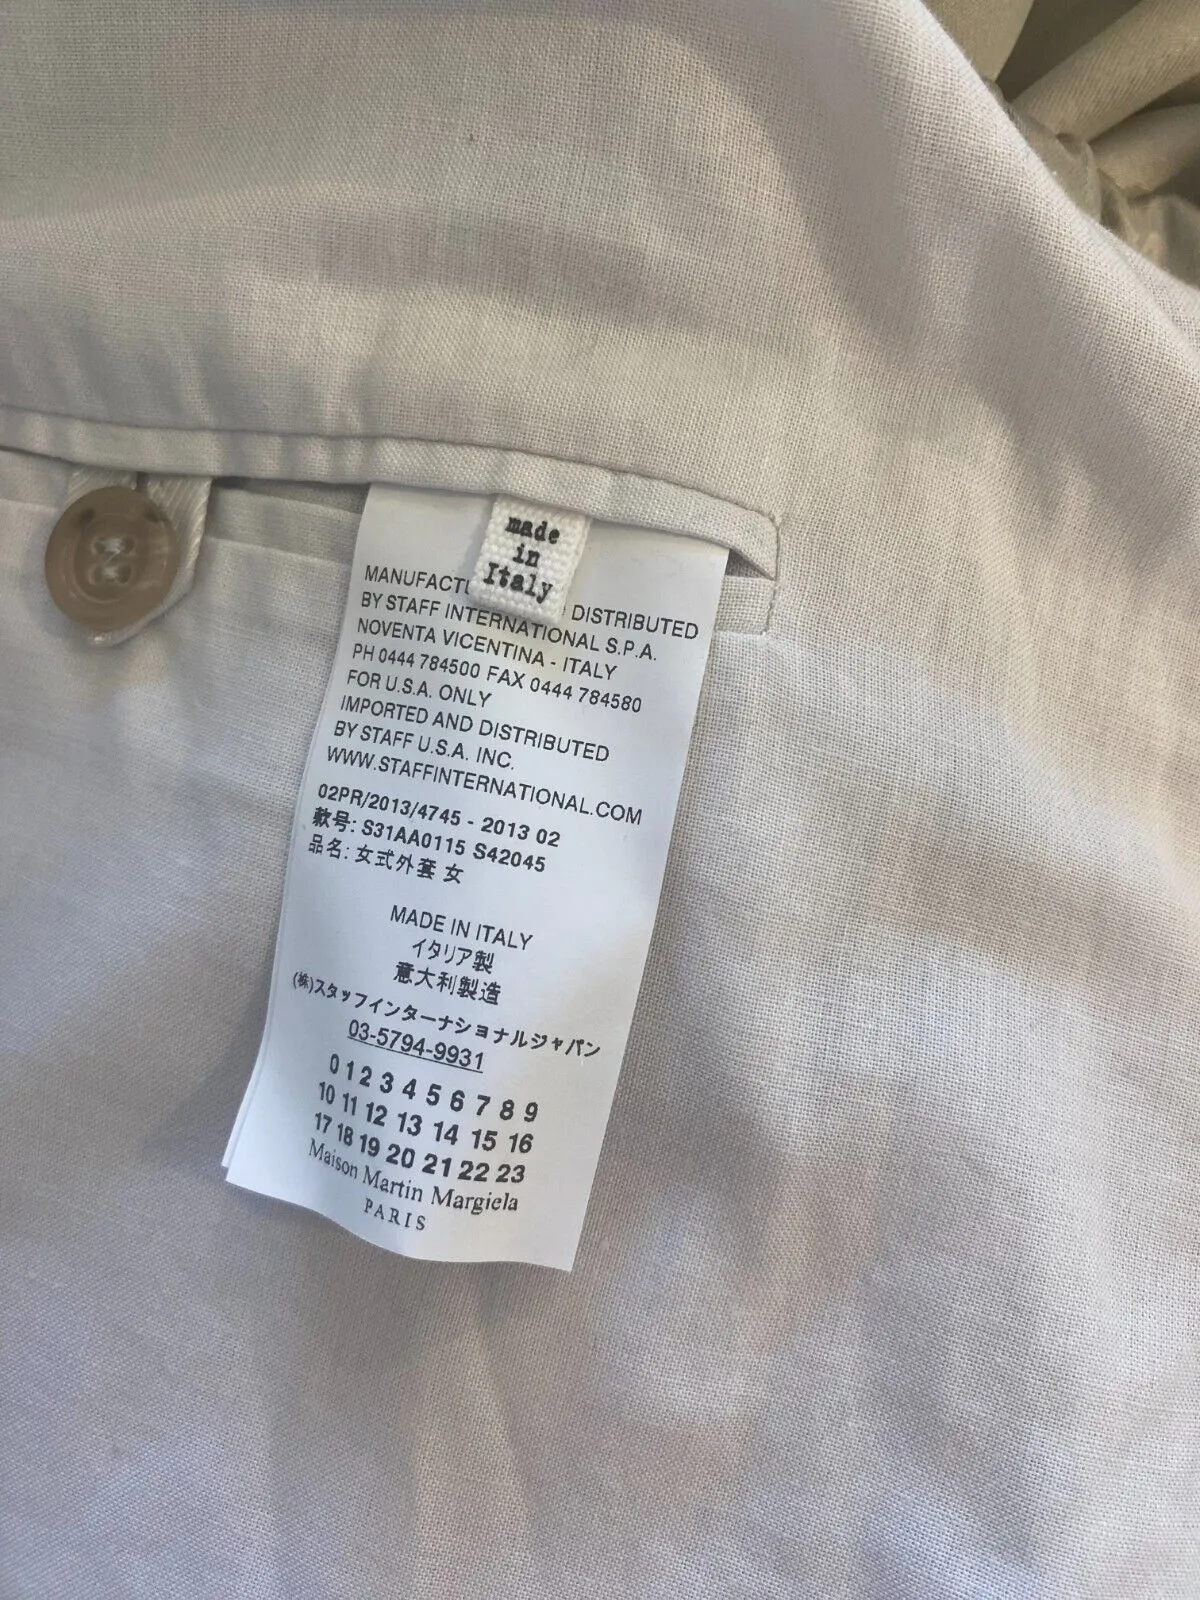 made
in
Italy
MANUFACTU DISTRIBUTED
BY STAFF INTERNATIONAL S.P.A.
NOVENTA VICENTINA - ITALY
PH 0444 784500 FAX 0444 784580
FOR U.S.A. ONLY
IMPORTED AND DISTRIBUTED
BY STAFF U.S.A. INC.
WWW.STAFFINTERNATIONAL.COM
02PR/2013/4745 - 2013 02
款号: S31AA0115 S42045
品名: 女式外套 女
MADE IN ITALY
イタリア製
意大利製造
(株)スタッフインターナショナルジャパン
03-5794-9931
0 1 2 3 4 5 6 7 8 9
10 11 12 13 14 15 16
17 18 19 20 21 22 23
Maison Martin Margiela
PARIS